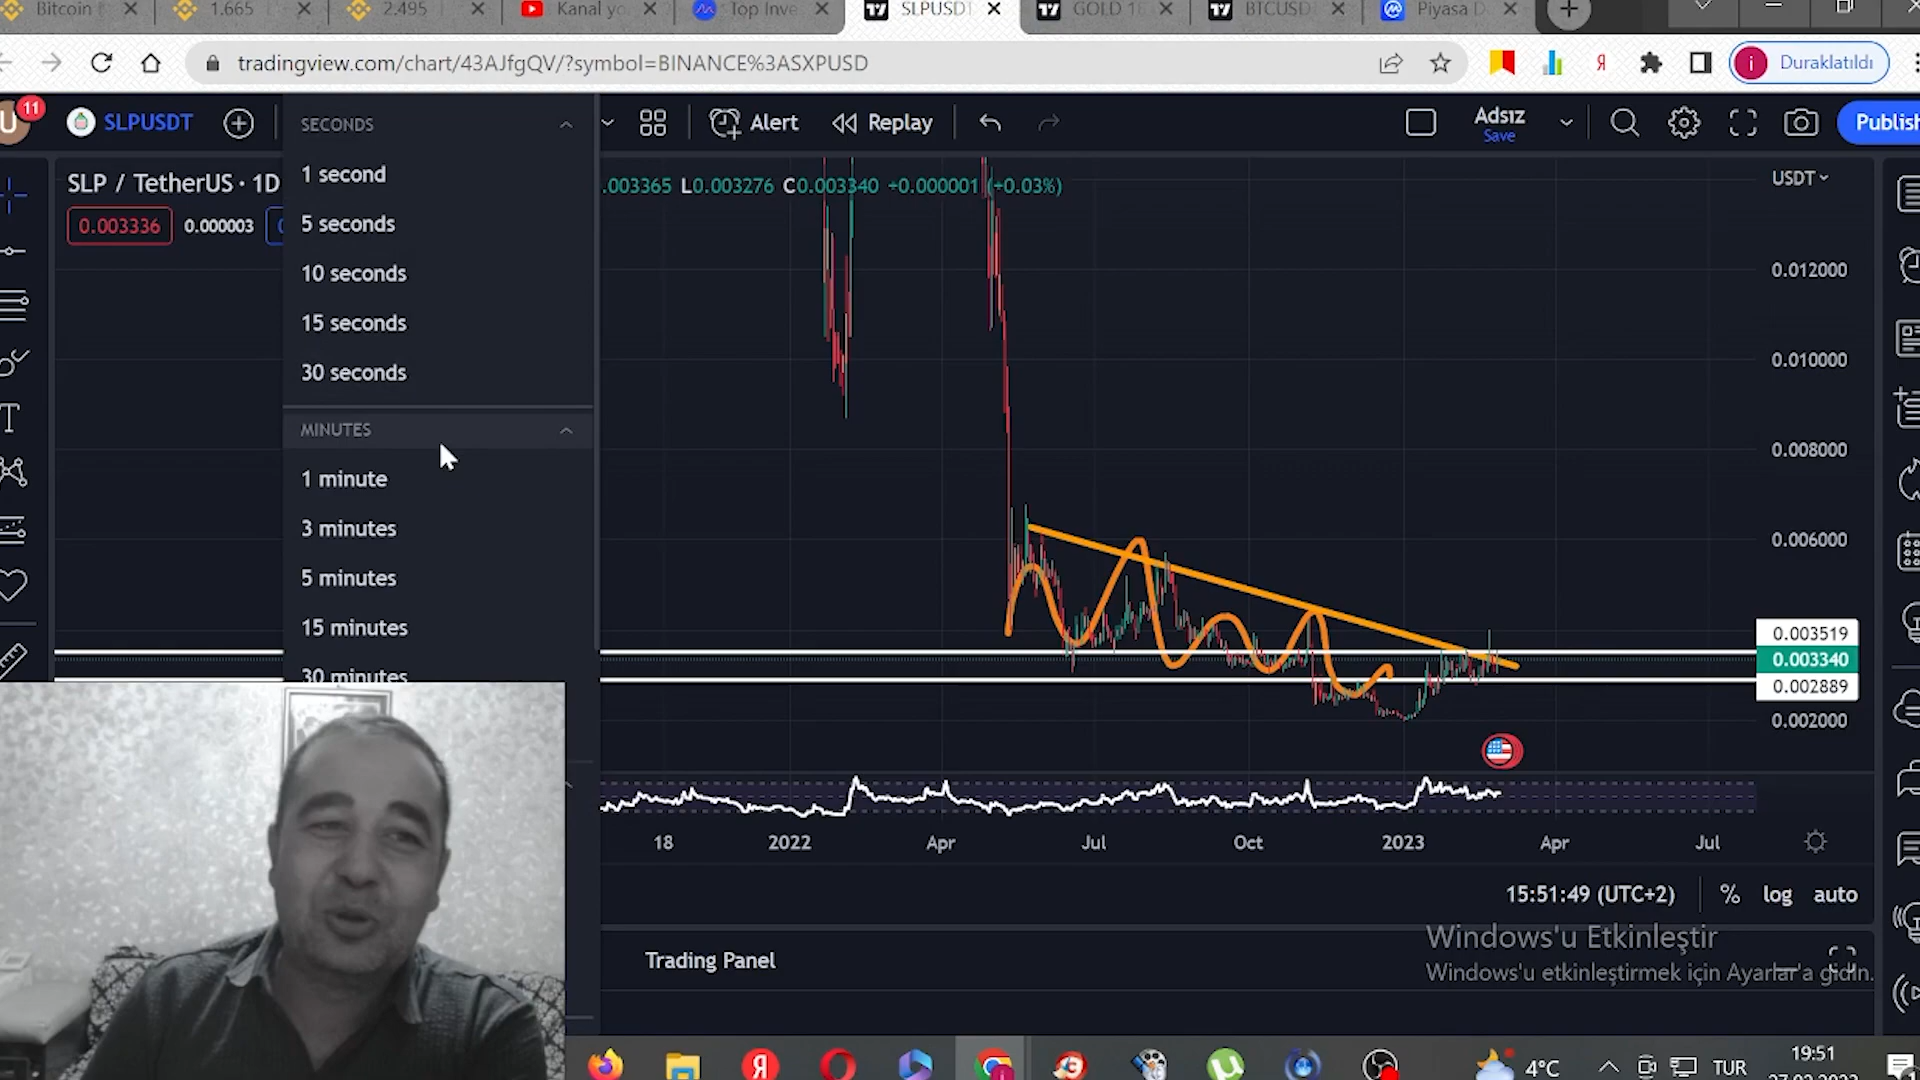 Bitcoin
1.665
2.495
Kanal yo
Top Inve
SLPUSDT
GOLD
BTCUSD
Piyasa D
tradingview.com/chart/43AJfgQV/?symbol=BINANCE%3ASXPUSD
Duraklatıldı
U
11
SLPUSDT
SECONDS
Alert
Replay
Adsız
Save
Publish
SLP / TetherUS · 1D
.003365 L0.003276 C0.003340 +0.000001 (+0.03%)
USDT
0.003336
0.000003
1 second
5 seconds
10 seconds
15 seconds
30 seconds
MINUTES
1 minute
3 minutes
5 minutes
15 minutes
30 minutes
0.012000
0.010000
0.008000
0.006000
0.003519
0.003340
0.002889
0.002000
18
2022
Apr
Jul
Oct
2023
Apr
Jul
15:51:49 (UTC+2)
%
log
auto
Trading Panel
Windows'u Etkinleştir
Windows'u etkinleştirmek için Ayarlar'a gidin.
4°C
TUR
19:51